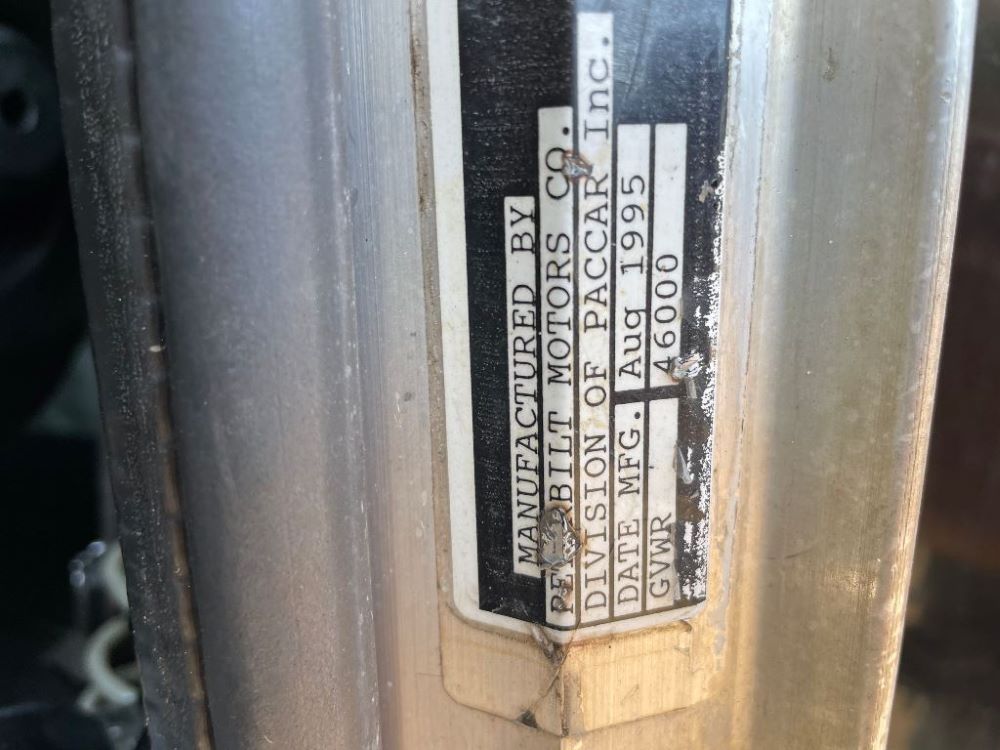 MANUFACTURED BY
PETERBILT MOTORS CO.
DIVISION OF PACCAR Inc.
DATE MFG. Aug 1995
GVWR 46000